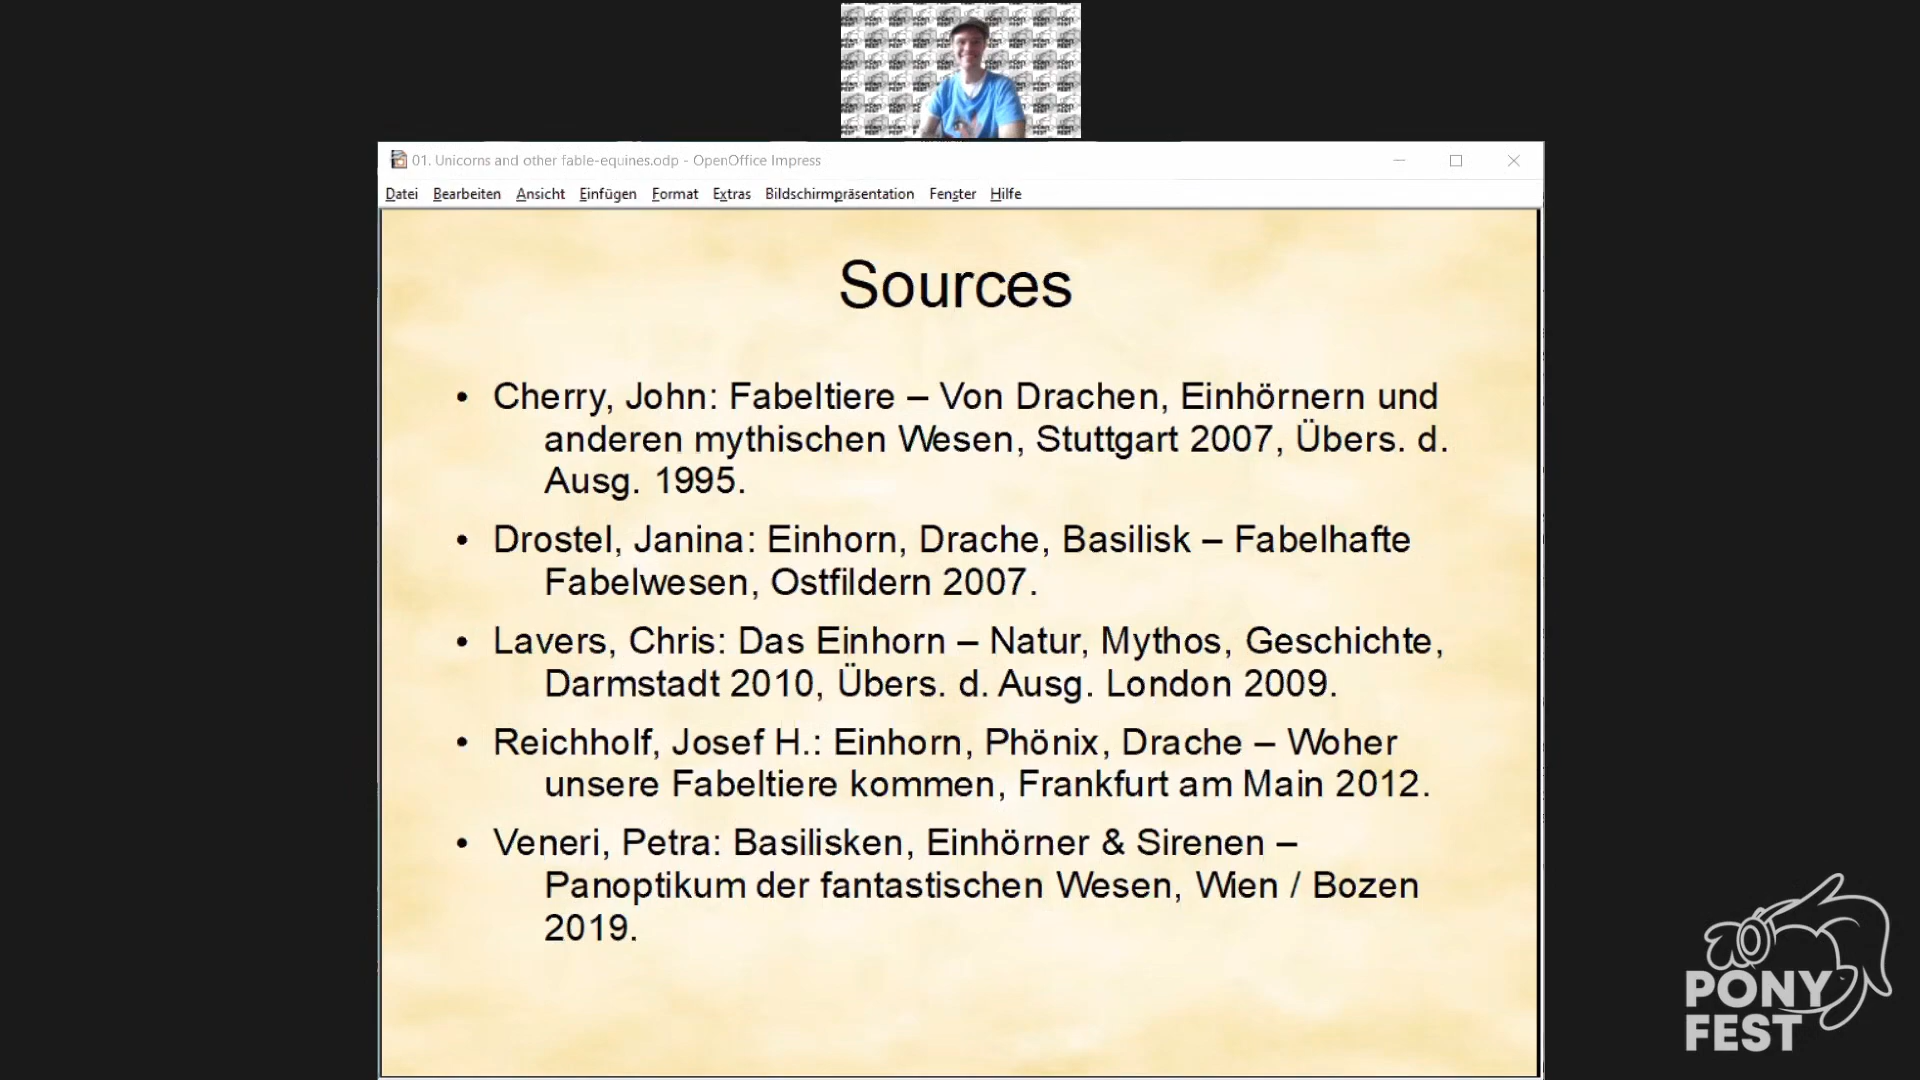 01. Unicorns and other fable-equines.odp - OpenOffice Impress
Datei Bearbeiten Ansicht Einfügen Format Extras Bildschirmpräsentation Fenster Hilfe
Sources
• Cherry, John: Fabeltiere – Von Drachen, Einhörnern und
anderen mythischen Wesen, Stuttgart 2007, Übers. d.
Ausg. 1995.
• Drostel, Janina: Einhorn, Drache, Basilisk – Fabelhafte
Fabelwesen, Ostfildern 2007.
• Lavers, Chris: Das Einhorn – Natur, Mythos, Geschichte,
Darmstadt 2010, Übers. d. Ausg. London 2009.
• Reichholf, Josef H.: Einhorn, Phönix, Drache – Woher
unsere Fabeltiere kommen, Frankfurt am Main 2012.
• Veneri, Petra: Basilisken, Einhörner & Sirenen –
Panoptikum der fantastischen Wesen, Wien / Bozen
2019.
PONY
FEST